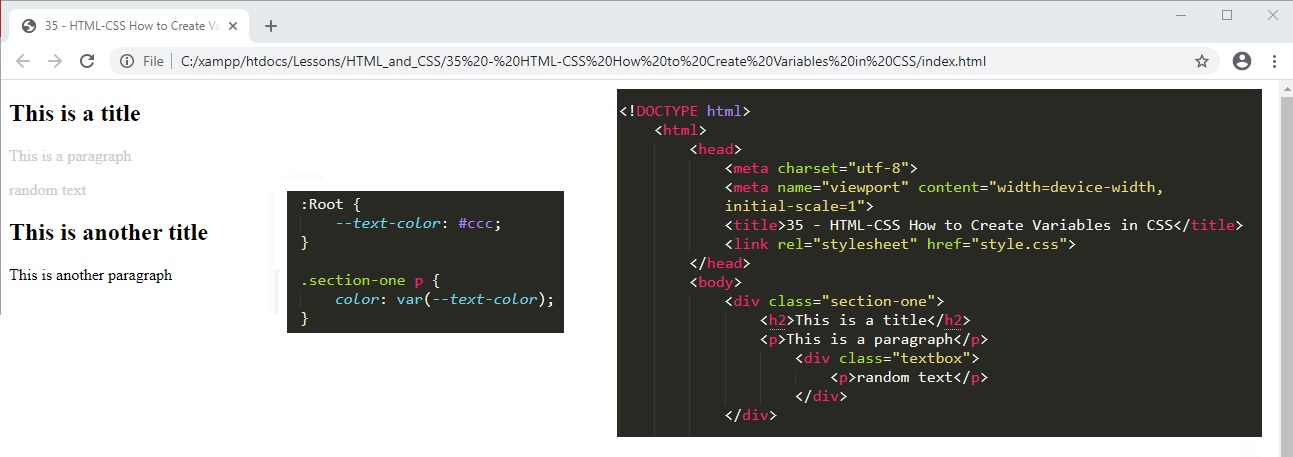 35 - HTML-CSS How to Create Va
File
C:/xampp/htdocs/Lessons/HTML_and_CSS/35%20-%20HTML-CSS%20How%20to%20Create%20Variables%20in%20CSS/index.html
This is a title
This is a paragraph
random text
This is another title
This is another paragraph
:Root {
--text-color: #ccc;
}
.section-one p {
color: var(--text-color);
}
<!DOCTYPE html>
<html>
<head>
<meta charset="utf-8">
<meta name="viewport" content="width=device-width,
initial-scale=1">
<title>35 - HTML-CSS How to Create Variables in CSS</title>
<link rel="stylesheet" href="style.css">
</head>
<body>
<div class="section-one">
<h2>This is a title</h2>
<p>This is a paragraph</p>
<div class="textbox">
<p>random text</p>
</div>
</div>